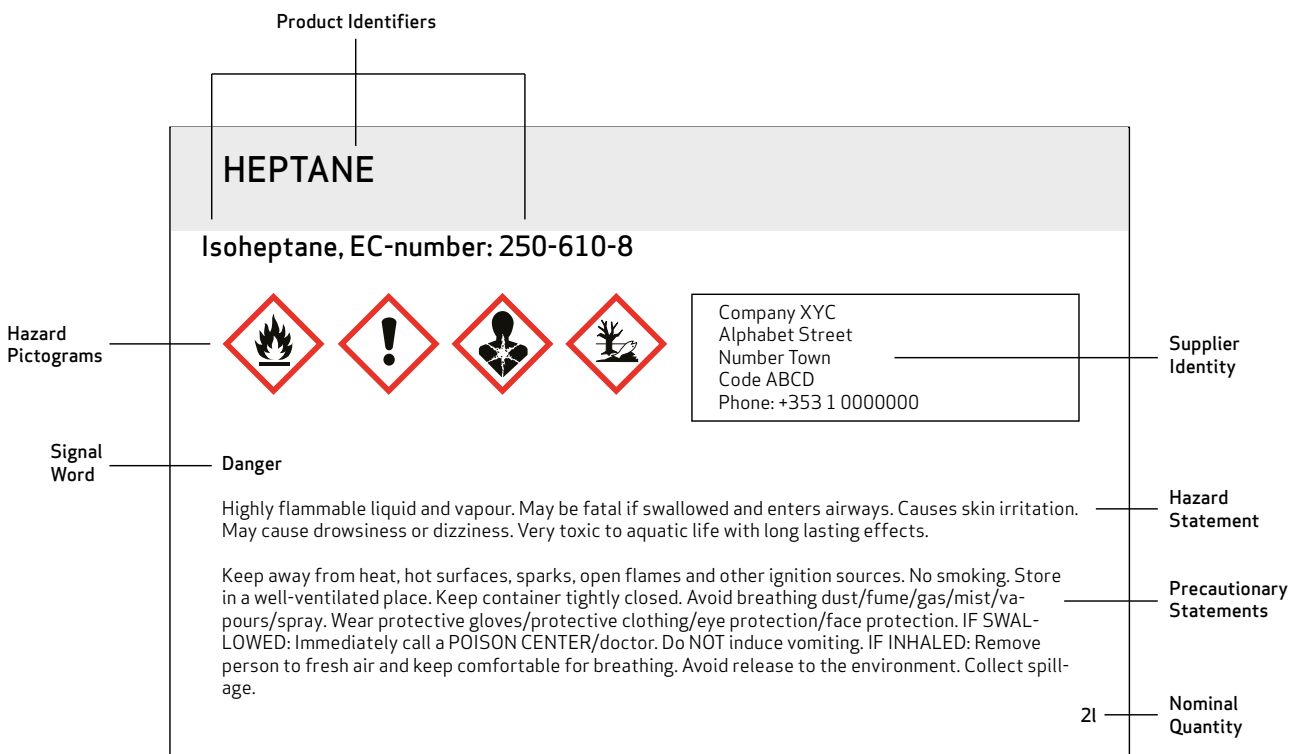 Product Identifiers
HEPTANE
Isoheptane, EC-number: 250-610-8
Hazard
Pictograms
Company XYC
Alphabet Street
Number Town
Code ABCD
Phone: +353 1 0000000
Supplier
Identity
Signal
Word
Danger
Highly flammable liquid and vapour. May be fatal if swallowed and enters airways. Causes skin irritation.
May cause drowsiness or dizziness. Very toxic to aquatic life with long lasting effects.
Hazard
Statement
Keep away from heat, hot surfaces, sparks, open flames and other ignition sources. No smoking. Store
in a well-ventilated place. Keep container tightly closed. Avoid breathing dust/fume/gas/mist/va-
pours/spray. Wear protective gloves/protective clothing/eye protection/face protection. IF SWAL-
LOWED: Immediately call a POISON CENTER/doctor. Do NOT induce vomiting. IF INHALED: Remove
person to fresh air and keep comfortable for breathing. Avoid release to the environment. Collect spill-
age.
Precautionary
Statements
2l
Nominal
Quantity